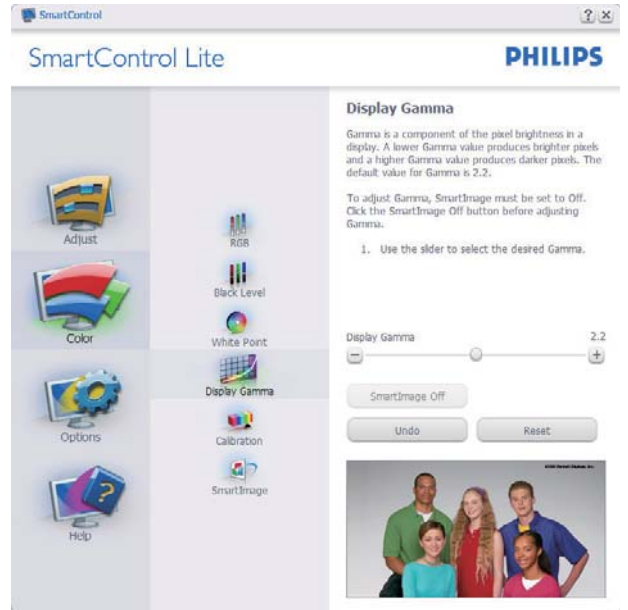 SmartControl
? ×
SmartControl Lite
PHILIPS
Adjust
Color
Options
Help
RGB
Black Level
White Point
Display Gamma
Calibration
SmartImage
Display Gamma
Gamma is a component of the pixel brightness in a
display. A lower Gamma value produces brighter pixels
and a higher Gamma value produces darker pixels. The
default value for Gamma is 2.2.
To adjust Gamma, SmartImage must be set to Off.
Click the SmartImage Off button before adjusting
Gamma.
1. Use the slider to select the desired Gamma.
Display Gamma 2.2
− +
SmartImage Off
Undo Reset